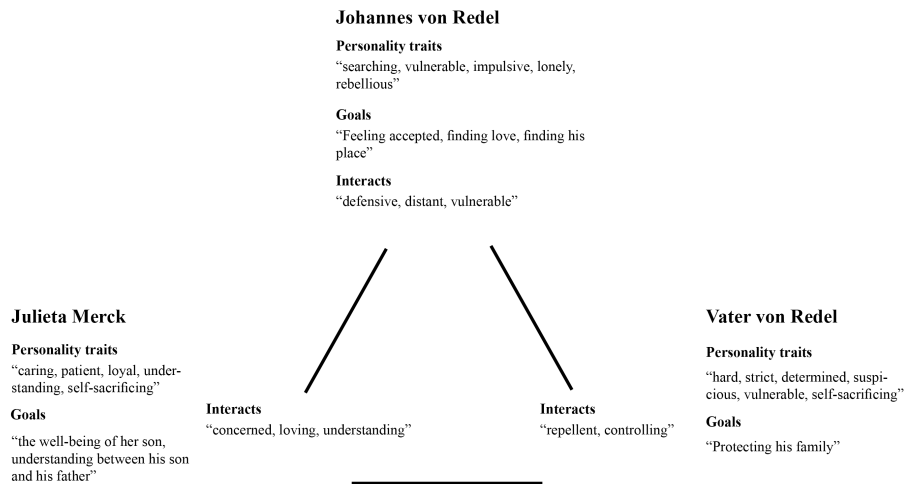 Johannes von Redel
Personality traits
“searching, vulnerable, impulsive, lonely,
rebellious”
Goals
“Feeling accepted, finding love, finding his
place”
Interacts
“defensive, distant, vulnerable”
Julieta Merck
Personality traits
“caring, patient, loyal, under-
standing, self-sacrificing”
Goals
“the well-being of her son,
understanding between his son
and his father”
Interacts
“concerned, loving, understanding”
Interacts
“repellent, controlling”
Vater von Redel
Personality traits
“hard, strict, determined, suspi-
cious, vulnerable, self-sacrificing”
Goals
“Protecting his family”